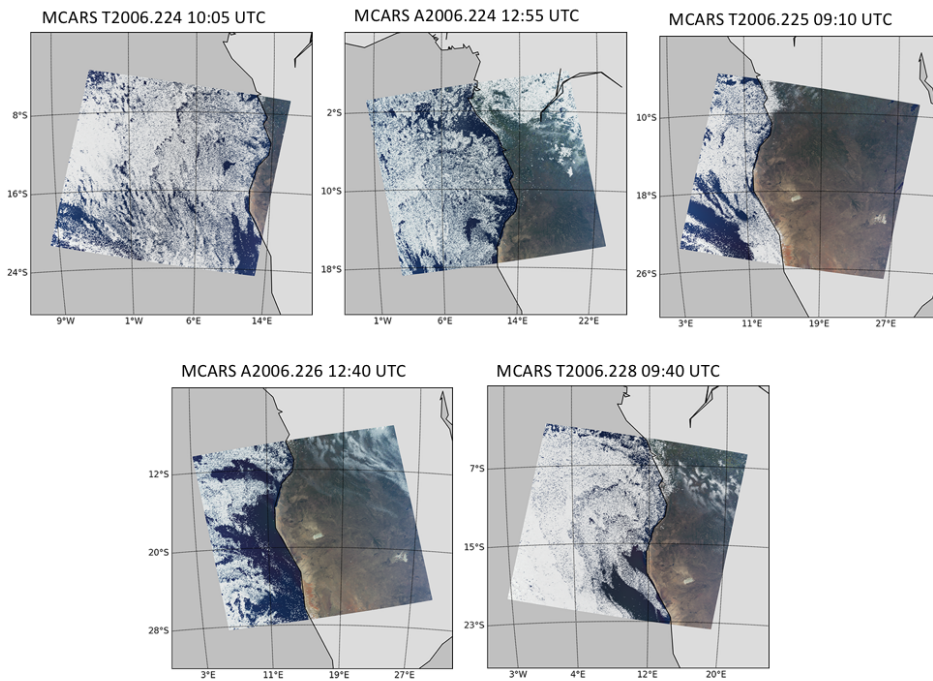 MCARS T2006.224 10:05 UTC
8°S
16°S
24°S
9°W 1°W 6°E 14°E
MCARS A2006.224 12:55 UTC
2°S
10°S
18°S
1°W 6°E 14°E 22°E
MCARS T2006.225 09:10 UTC
10°S
18°S
26°S
3°E 11°E 19°E 27°E
MCARS A2006.226 12:40 UTC
12°S
20°S
28°S
3°E 11°E 19°E 27°E
MCARS T2006.228 09:40 UTC
7°S
15°S
23°S
3°W 4°E 12°E 20°E